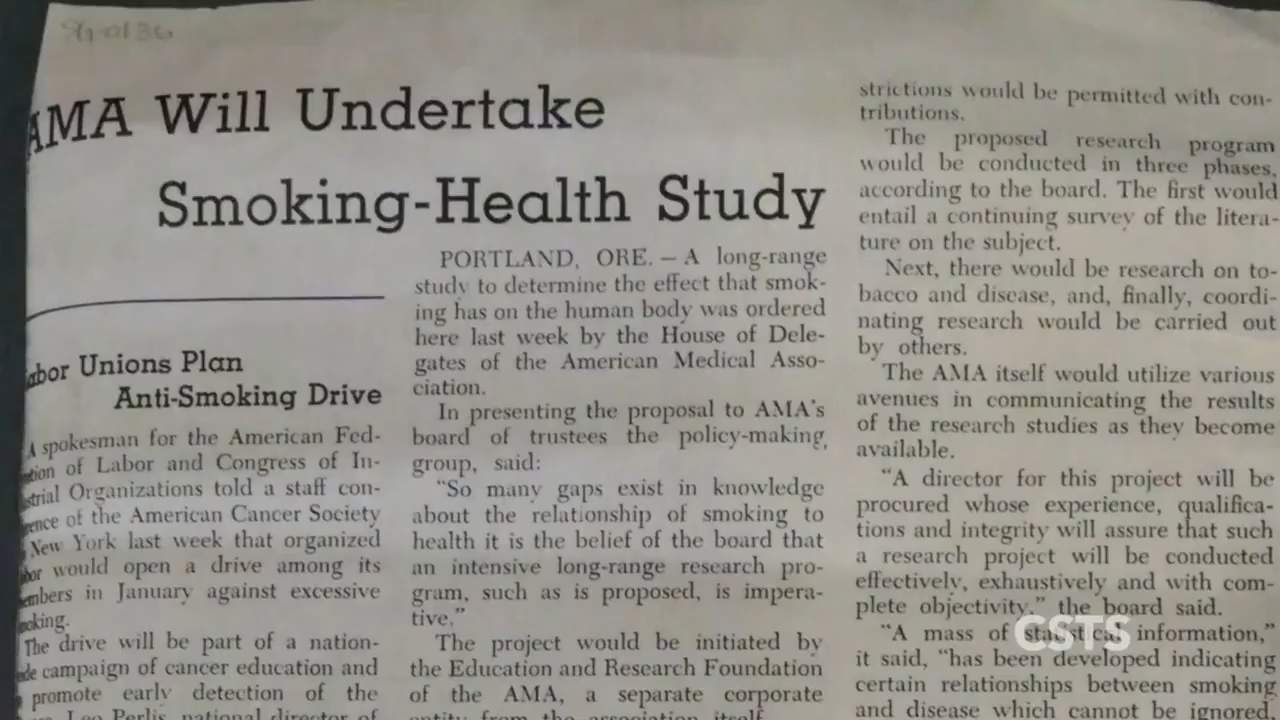 AMA Will Undertake
Smoking-Health Study
Labor Unions Plan
Anti-Smoking Drive
A spokesman for the American Fed-
of Labor and Congress of In-
Organizations told a staff con-
of the American Cancer Society
New York last week that organized
would open a drive among its
in January against excessive
The drive will be part of a nation-
campaign of cancer education and
promote early detection of the
Leo Perlis, national director of
PORTLAND, ORE. — A long-range
study to determine the effect that smok-
ing has on the human body was ordered
here last week by the House of Dele-
gates of the American Medical Asso-
ciation.
In presenting the proposal to AMA's
board of trustees the policy-making,
group, said:
"So many gaps exist in knowledge
about the relationship of smoking to
health it is the belief of the board that
an intensive long-range research pro-
gram, such as is proposed, is impera-
tive."
The project would be initiated by
the Education and Research Foundation
of the AMA, a separate corporate
entity from the association itself.
strictions would be permitted with con-
tributions.
The proposed research program
would be conducted in three phases,
according to the board. The first would
entail a continuing survey of the litera-
ture on the subject.
Next, there would be research on to-
bacco and disease, and, finally, coordi-
nating research would be carried out
by others.
The AMA itself would utilize various
avenues in communicating the results
of the research studies as they become
available.
"A director for this project will be
procured whose experience, qualifica-
tions and integrity will assure that such
a research project will be conducted
effectively, exhaustively and with com-
plete objectivity," the board said.
"A mass of statistical information,"
it said, "has been developed indicating
certain relationships between smoking
and disease which cannot be ignored.
CSTS